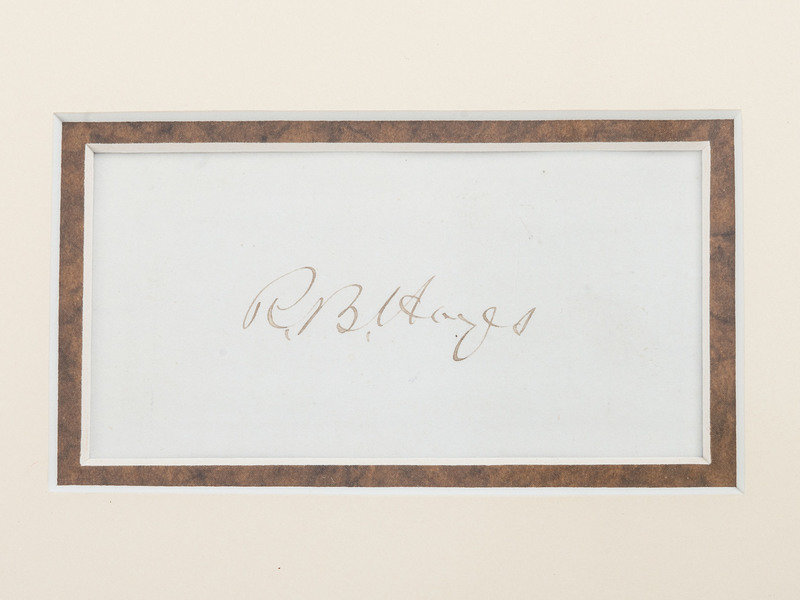 R. B. Hayes